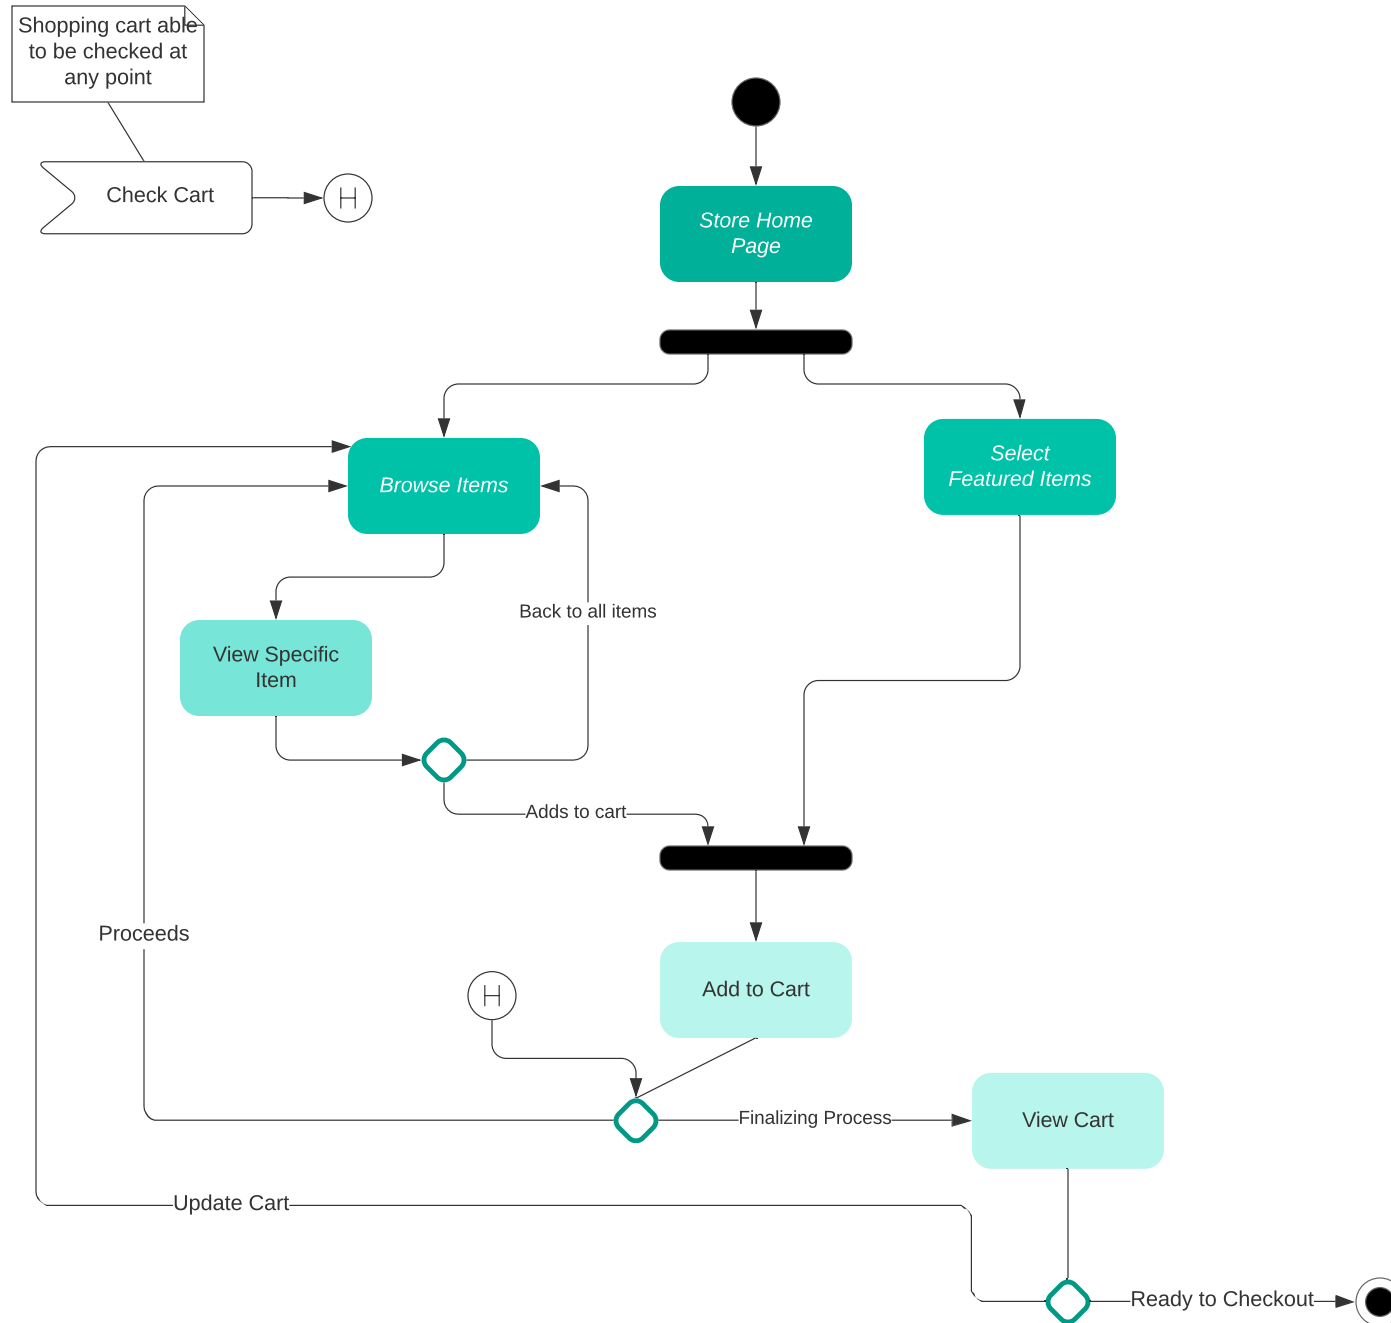 Shopping cart able
to be checked at
any point
Check Cart
H
Store Home
Page
Browse Items
Select
Featured Items
Back to all items
View Specific
Item
Adds to cart
Proceeds
Add to Cart
H
Finalizing Process
View Cart
Update Cart
Ready to Checkout